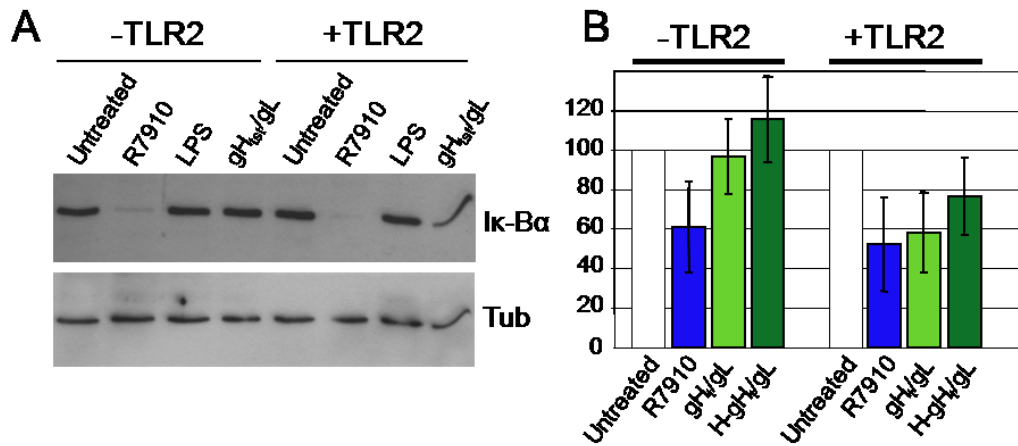 A
-TLR2
+TLR2
Untreated
R7910
LPS
gHtsr/gL
Untreated
R7910
LPS
gHtsr/gL
Iκ-Bα
Tub
B
-TLR2
+TLR2
120
100
80
60
40
20
0
Untreated
R7910
gHt/gL
H-gHt/gL
Untreated
R7910
gHt/gL
H-gHt/gL